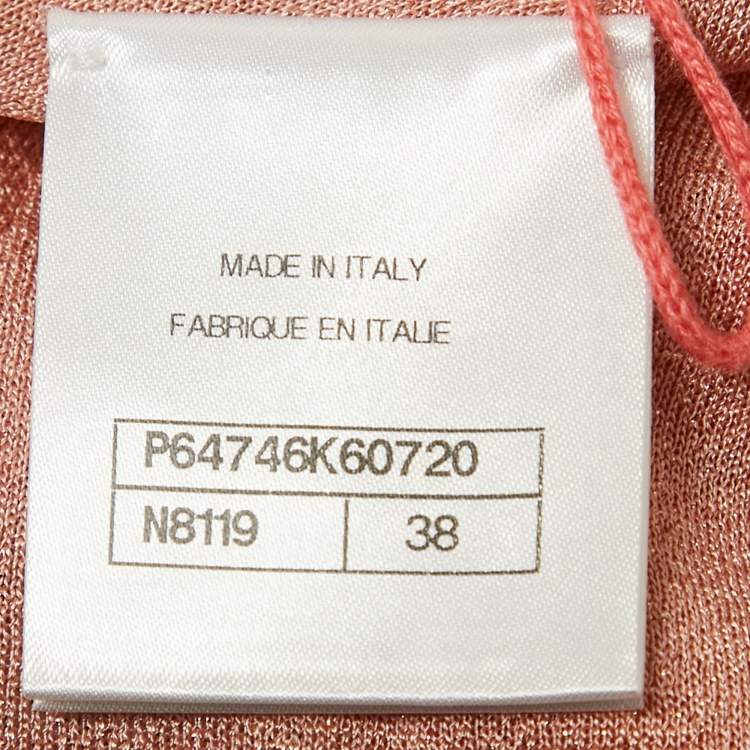 MADE IN ITALY
FABRIQUE EN ITALIE
P64746K60720
N8119 38